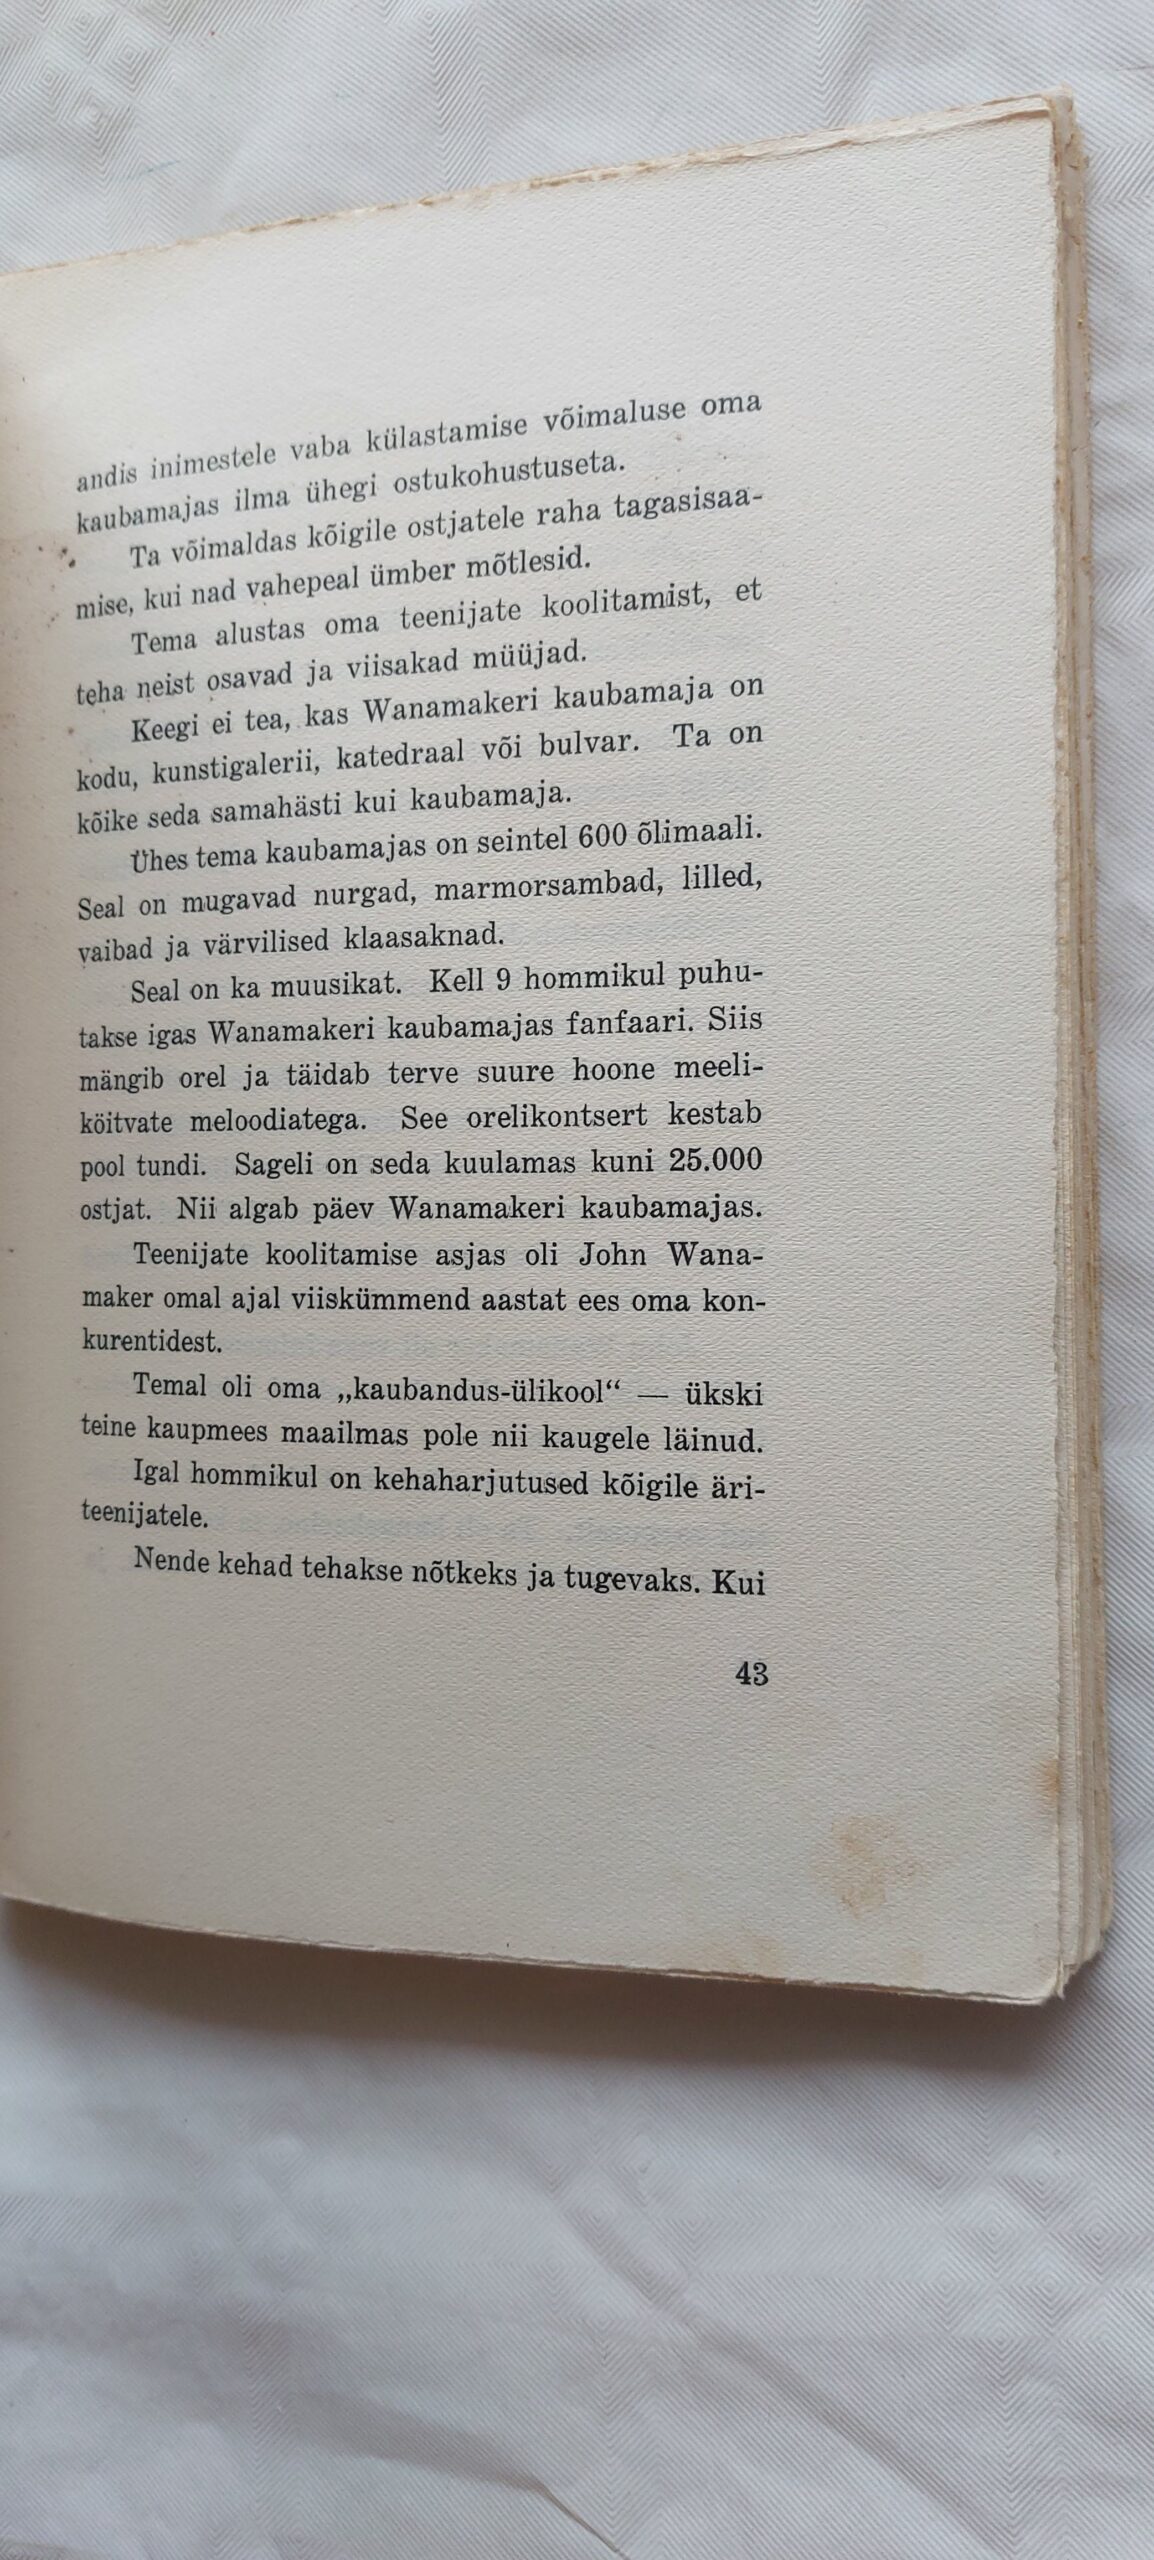 andis inimestele vaba külastamise võimaluse oma
kaubamajas ilma ühegi ostukohustuseta.
Ta võimaldas kõigile ostjatele raha tagasisaa-
mise, kui nad vahepeal ümber mõtlesid.
Tema alustas oma teenijate koolitamist, et
teha neist osavad ja viisakad müüjad.
Keegi ei tea, kas Wanamakeri kaubamaja on
kodu, kunstigalerii, katedraal või bulvar. Ta on
kõike seda samahästi kui kaubamaja.
Ühes tema kaubamajas on seintel 600 õlimaali.
Seal on mugavad nurgad, marmorsambad, lilled,
vaibad ja värvilised klaasaknad.
Seal on ka muusikat. Kell 9 hommikul puhu-
takse igas Wanamakeri kaubamajas fanfaari. Siis
mängib orel ja täidab terve suure hoone meeli-
köitvate meloodiatega. See orelikontsert kestab
pool tundi. Sageli on seda kuulamas kuni 25.000
ostjat. Nii algab päev Wanamakeri kaubamajas.
Teenijate koolitamise asjas oli John Wana-
maker omal ajal viiskümmend aastat ees oma kon-
kurentidest.
Temal oli oma „kaubandus-ülikool“ — ükski
teine kaupmees maailmas pole nii kaugele läinud.
Igal hommikul on kehaharjutused kõigile äri-
teenijatele.
Nende kehad tehakse nõtkeks ja tugevaks. Kui
43